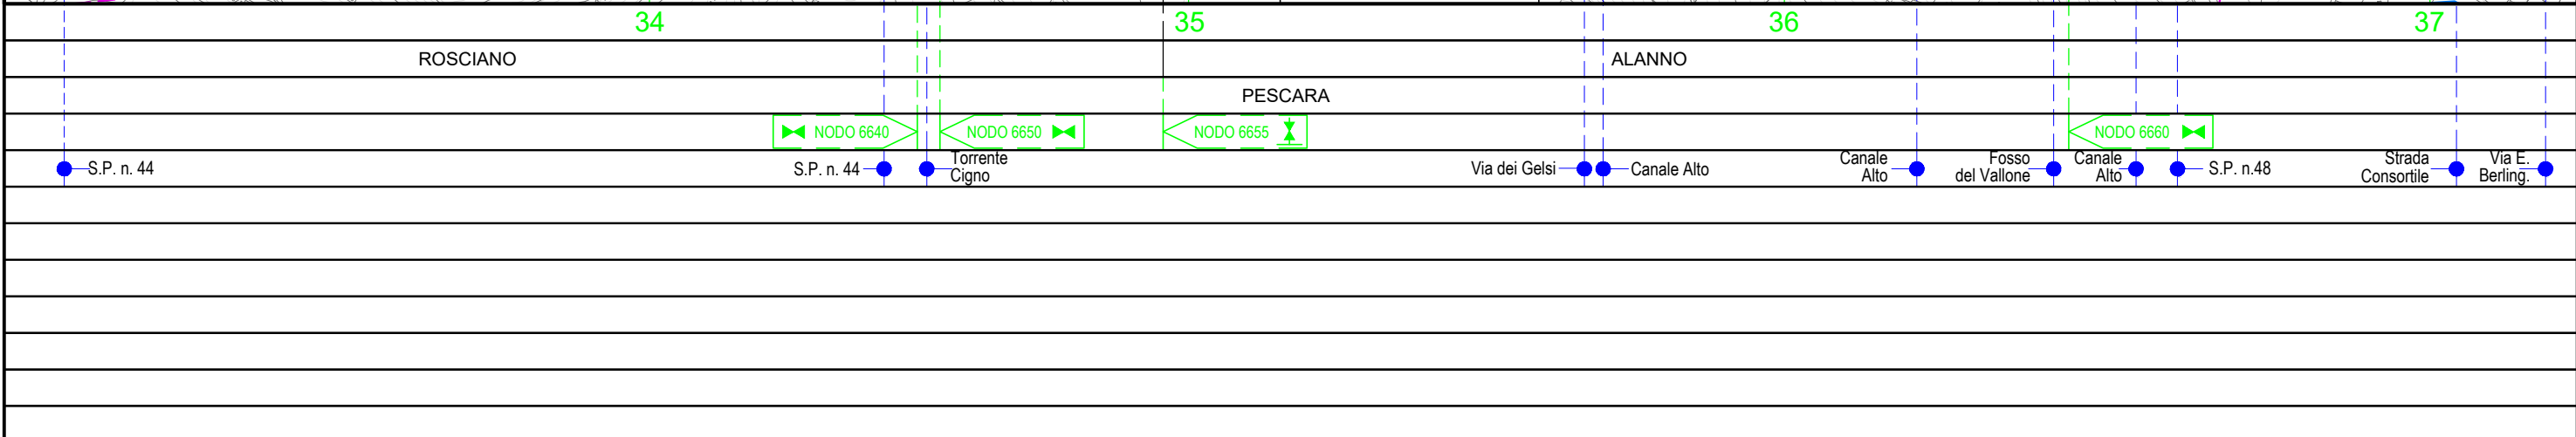 34 35 36 37
ROSCIANO ALANNO
PESCARA
NODO 6640 NODO 6650 NODO 6655 NODO 6660
S.P. n. 44
S.P. n. 44
Torrente
Cigno
Via dei Gelsi
Canale Alto
Canale
Alto
Fosso
del Vallone
Canale
Alto
S.P. n.48
Strada
Consortile
Via E.
Berling.